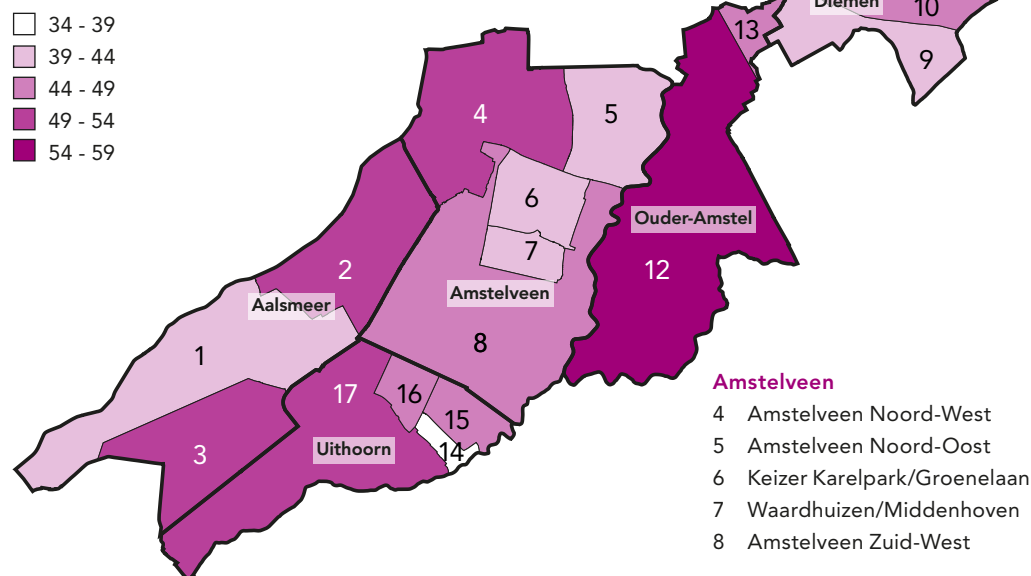 34 - 39
39 - 44
44 - 49
49 - 54
54 - 59
Diemen
10
13
9
4
5
6
Ouder-Amstel
7
2
12
Amstelveen
Aalsmeer
8
1
17
16
15
Uithoorn
14
3
Amstelveen
4 Amstelveen Noord-West
5 Amstelveen Noord-Oost
6 Keizer Karelpark/Groenelaan
7 Waardhuizen/Middenhoven
8 Amstelveen Zuid-West